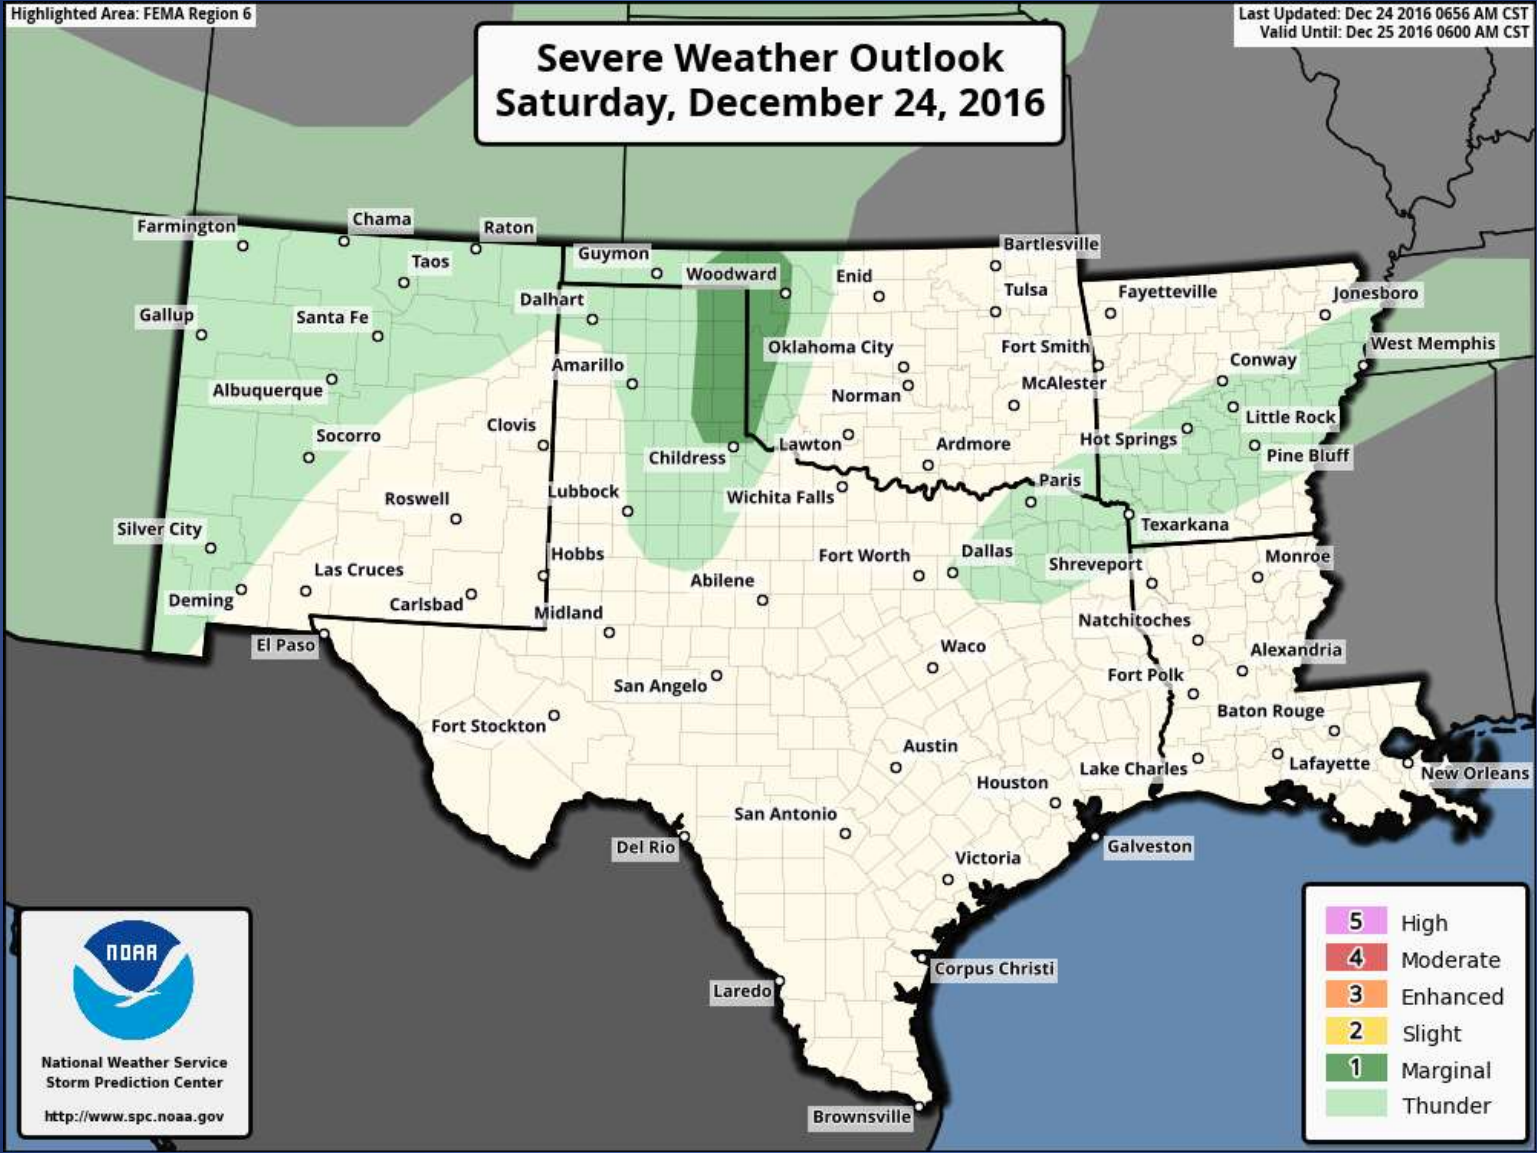 Highlighted Area: FEMA Region 6
Last Updated: Dec 24 2016 0656 AM CST
Valid Until: Dec 25 2016 0600 AM CST
Severe Weather Outlook
Saturday, December 24, 2016
Farmington
Chama
Raton
Guymon
Woodward
Enid
Bartlesville
Taos
Dalhart
Tulsa
Fayetteville
Jonesboro
Gallup
Santa Fe
Oklahoma City
Fort Smith
West Memphis
Amarillo
Conway
Albuquerque
Norman
McAlester
Clovis
Little Rock
Socorro
Childress
Lawton
Ardmore
Hot Springs
Pine Bluff
Roswell
Lubbock
Wichita Falls
Paris
Silver City
Texarkana
Hobbs
Fort Worth
Dallas
Shreveport
Monroe
Las Cruces
Deming
Carlsbad
Midland
Abilene
Natchitoches
El Paso
Waco
Alexandria
San Angelo
Fort Polk
Fort Stockton
Baton Rouge
Austin
Lake Charles
Lafayette
New Orleans
Houston
San Antonio
Del Rio
Victoria
Galveston
Corpus Christi
Laredo
Brownsville
NOAA
National Weather Service
Storm Prediction Center
http://www.spc.noaa.gov
5 High
4 Moderate
3 Enhanced
2 Slight
1 Marginal
Thunder